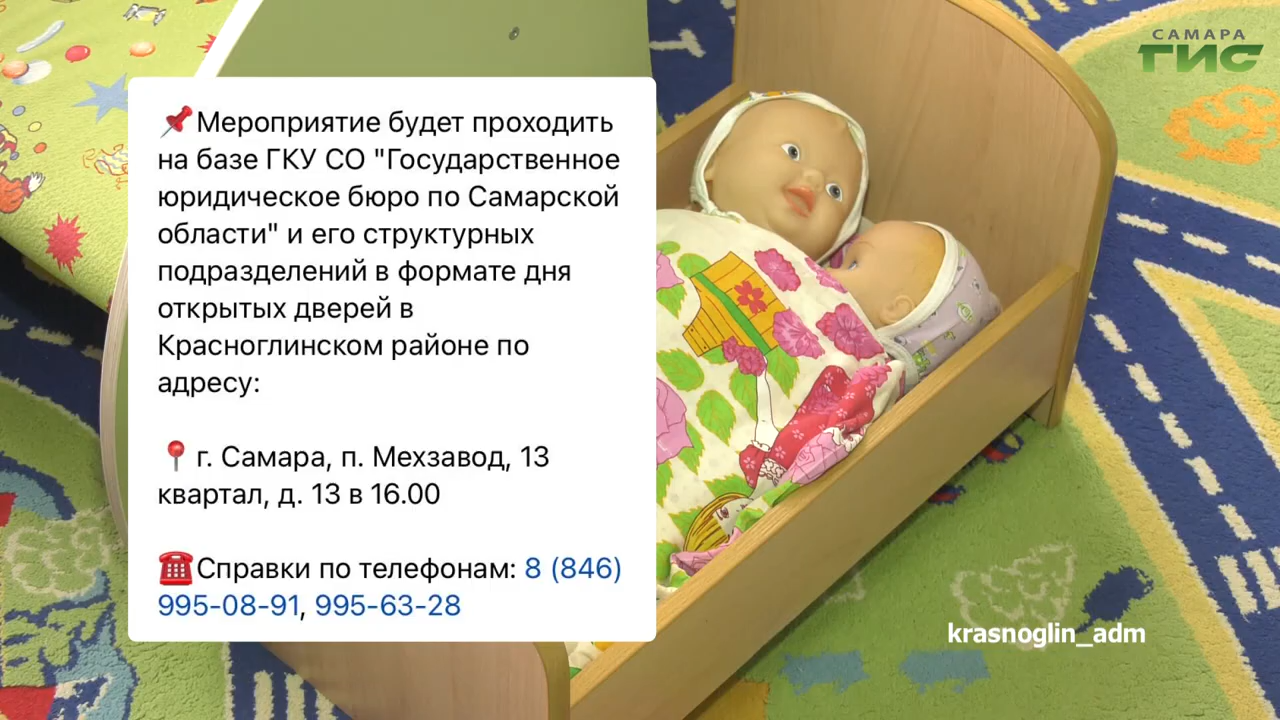 САМАРА
ГИС
📌Мероприятие будет проходить
на базе ГКУ СО "Государственное
юридическое бюро по Самарской
области" и его структурных
подразделений в формате дня
открытых дверей в
Красноглинском районе по
адресу:
📍г. Самара, п. Мехзавод, 13
квартал, д. 13 в 16.00
☎️Справки по телефонам: 8 (846)
995-08-91, 995-63-28
krasnoglin_adm